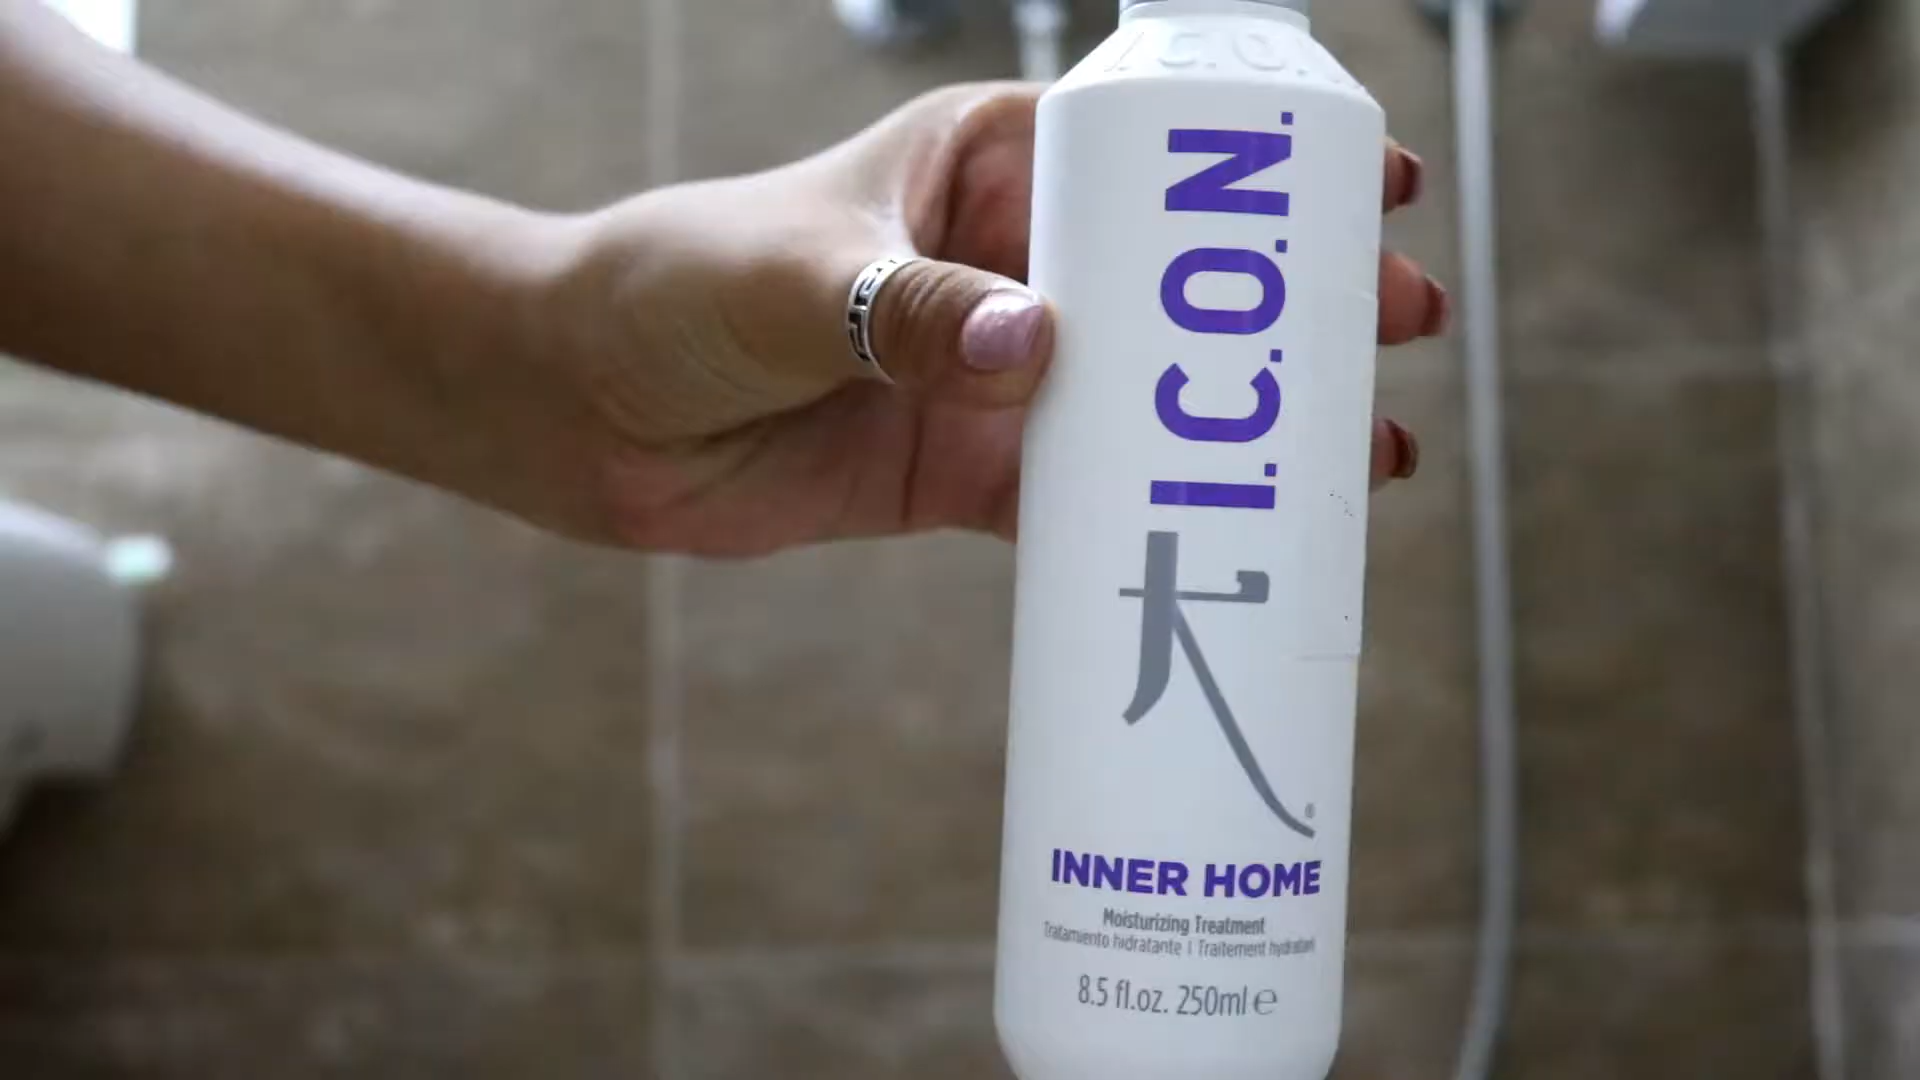 I.C.O.N.
I.C.O.N.
®
INNER HOME
Moisturizing Treatment
Tratamiento hidratante | Traitement hydratant
8.5 fl.oz. 250ml ℮